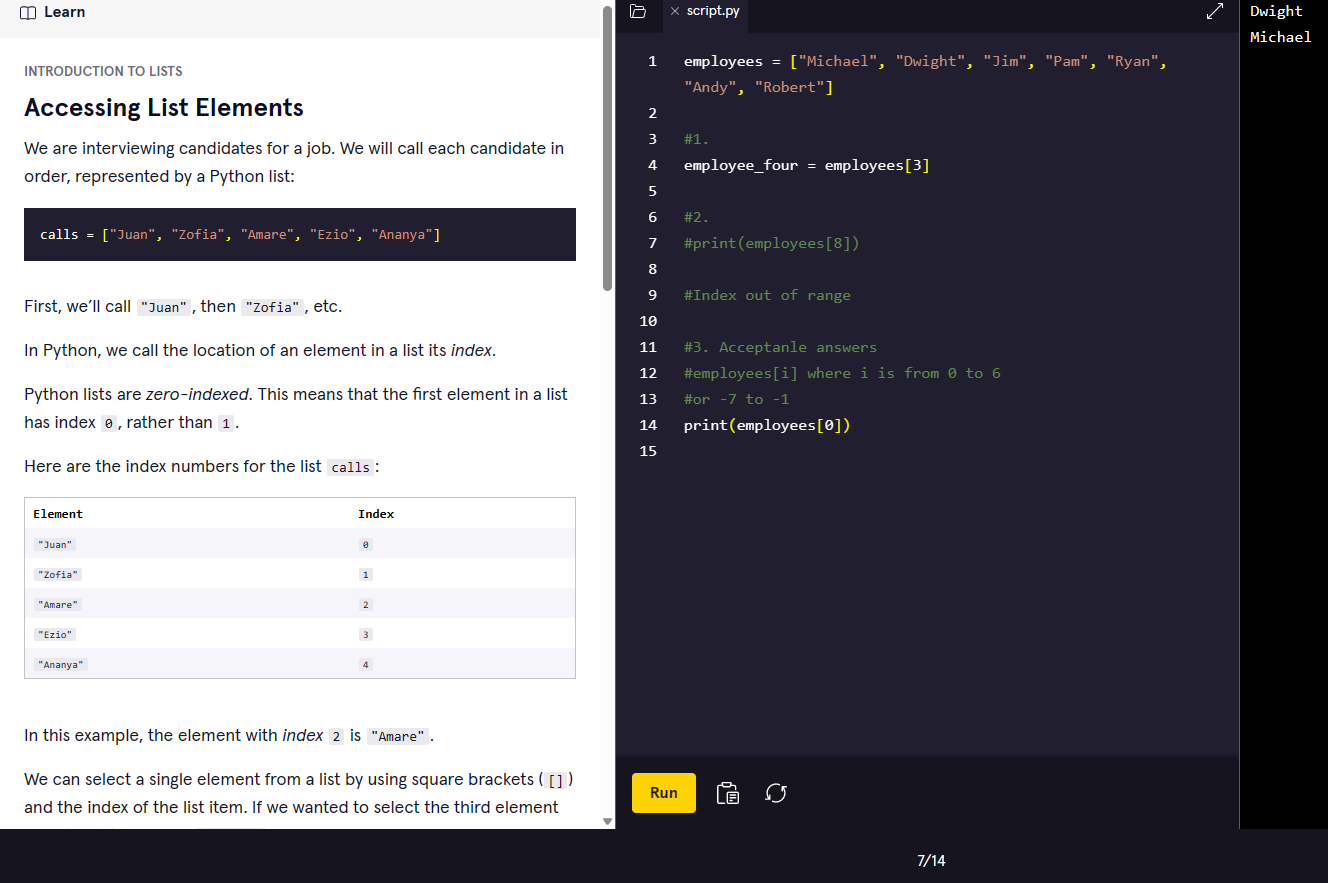 Learn
INTRODUCTION TO LISTS
Accessing List Elements
We are interviewing candidates for a job. We will call each candidate in
order, represented by a Python list:
calls = ["Juan", "Zofia", "Amare", "Ezio", "Ananya"]
First, we’ll call "Juan", then "Zofia", etc.
In Python, we call the location of an element in a list its index.
Python lists are zero-indexed. This means that the first element in a list
has index 0, rather than 1.
Here are the index numbers for the list calls:
Element Index
"Juan" 0
"Zofia" 1
"Amare" 2
"Ezio" 3
"Ananya" 4
In this example, the element with index 2 is "Amare".
We can select a single element from a list by using square brackets ([])
and the index of the list item. If we wanted to select the third element
script.py
1 employees = ["Michael", "Dwight", "Jim", "Pam", "Ryan",
"Andy", "Robert"]
2
3 #1.
4 employee_four = employees[3]
5
6 #2.
7 #print(employees[8])
8
9 #Index out of range
10
11 #3. Acceptanle answers
12 #employees[i] where i is from 0 to 6
13 #or -7 to -1
14 print(employees[0])
15
Run
Dwight
Michael
7/14